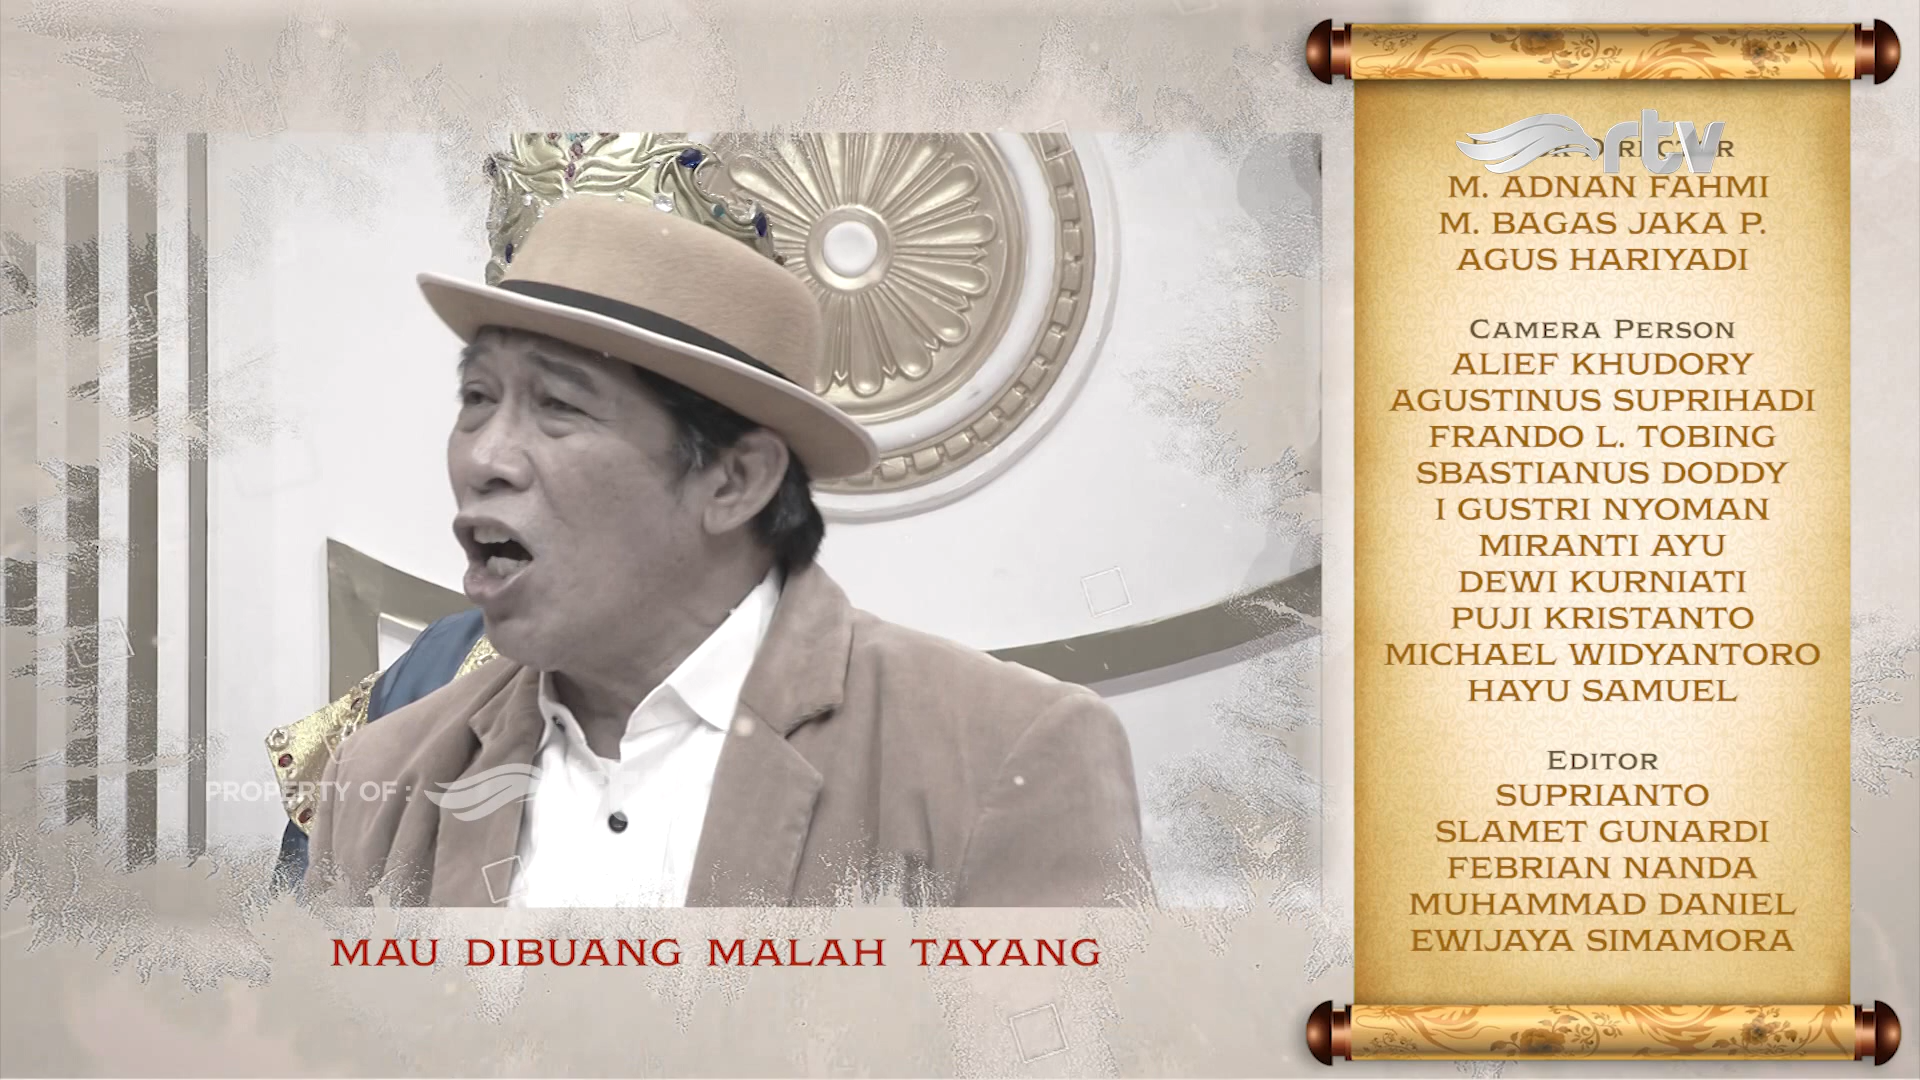 rtv
M. ADNAN FAHMI
M. BAGAS JAKA P.
AGUS HARIYADI
Camera Person
ALIEF KHUDORY
AGUSTINUS SUPRIHADI
FRANDO L. TOBING
SBASTIANUS DODDY
I GUSTRI NYOMAN
MIRANTI AYU
DEWI KURNIATI
PUJI KRISTANTO
MICHAEL WIDYANTORO
HAYU SAMUEL
Editor
SUPRIANTO
SLAMET GUNARDI
FEBRIAN NANDA
MUHAMMAD DANIEL
EWIJAYA SIMAMORA
PROPERTY OF :
MAU DIBUANG MALAH TAYANG